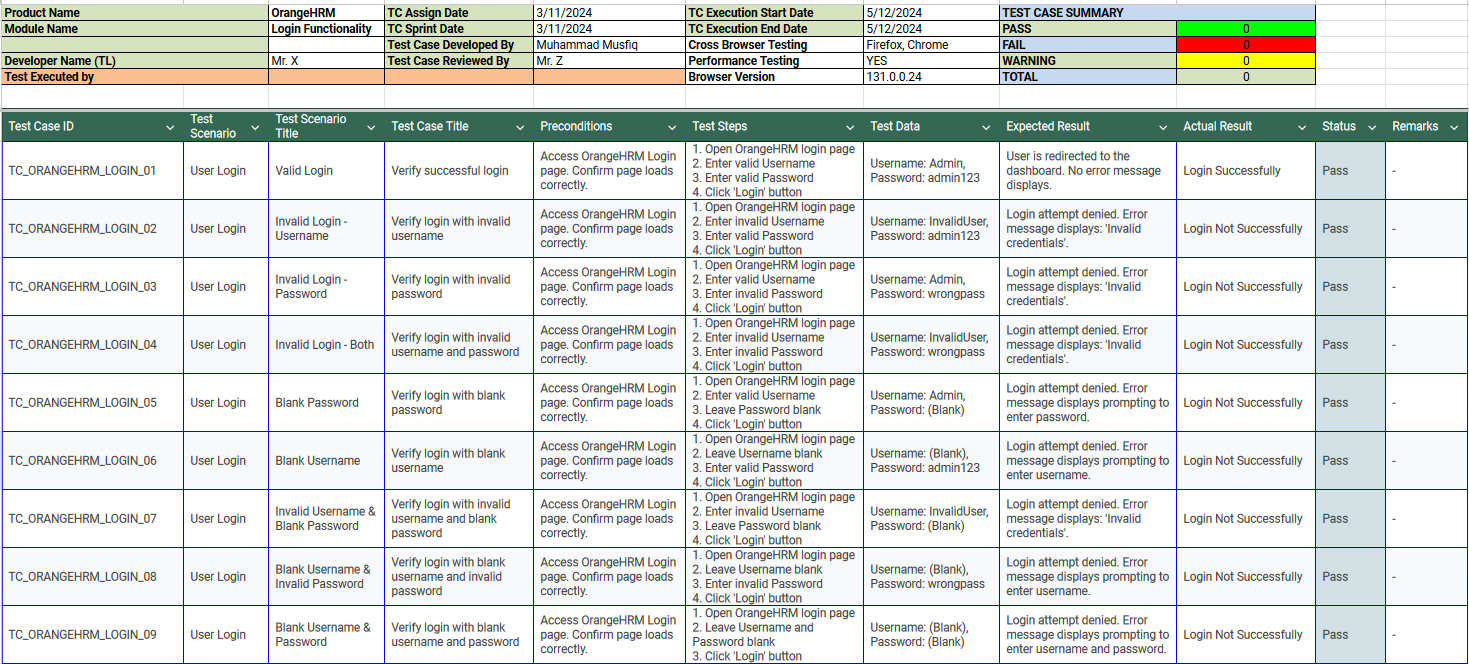 Product Name OrangeHRM TC Assign Date 3/11/2024 TC Execution Start Date 5/12/2024 TEST CASE SUMMARY
Module Name Login Functionality TC Sprint Date 3/11/2024 TC Execution End Date 5/12/2024 PASS 0
Test Case Developed By Muhammad Musfiq Cross Browser Testing Firefox, Chrome FAIL 0
Developer Name (TL) Mr. X Test Case Reviewed By Mr. Z Performance Testing YES WARNING 0
Test Executed by Browser Version 131.0.0.24 TOTAL 0
Test Case ID
Test
Scenario
Test Scenario
Title
Test Case Title
Preconditions
Test Steps
Test Data
Expected Result
Actual Result
Status
Remarks
TC_ORANGEHRM_LOGIN_01
User Login
Valid Login
Verify successful login
Access OrangeHRM Login
page. Confirm page loads
correctly.
1. Open OrangeHRM login page
2. Enter valid Username
3. Enter valid Password
4. Click 'Login' button
Username: Admin,
Password: admin123
User is redirected to the
dashboard. No error message
displays.
Login Successfully
Pass
-
TC_ORANGEHRM_LOGIN_02
User Login
Invalid Login -
Username
Verify login with invalid
username
Access OrangeHRM Login
page. Confirm page loads
correctly.
1. Open OrangeHRM login page
2. Enter invalid Username
3. Enter valid Password
4. Click 'Login' button
Username: InvalidUser,
Password: admin123
Login attempt denied. Error
message displays: 'Invalid
credentials'.
Login Not Successfully
Pass
-
TC_ORANGEHRM_LOGIN_03
User Login
Invalid Login -
Password
Verify login with invalid
password
Access OrangeHRM Login
page. Confirm page loads
correctly.
1. Open OrangeHRM login page
2. Enter valid Username
3. Enter invalid Password
4. Click 'Login' button
Username: Admin,
Password: wrongpass
Login attempt denied. Error
message displays: 'Invalid
credentials'.
Login Not Successfully
Pass
-
TC_ORANGEHRM_LOGIN_04
User Login
Invalid Login - Both
Verify login with invalid
username and password
Access OrangeHRM Login
page. Confirm page loads
correctly.
1. Open OrangeHRM login page
2. Enter invalid Username
3. Enter invalid Password
4. Click 'Login' button
Username: InvalidUser,
Password: wrongpass
Login attempt denied. Error
message displays: 'Invalid
credentials'.
Login Not Successfully
Pass
-
TC_ORANGEHRM_LOGIN_05
User Login
Blank Password
Verify login with blank
password
Access OrangeHRM Login
page. Confirm page loads
correctly.
1. Open OrangeHRM login page
2. Enter valid Username
3. Leave Password blank
4. Click 'Login' button
Username: Admin,
Password: (Blank)
Login attempt denied. Error
message displays prompting to
enter password.
Login Not Successfully
Pass
-
TC_ORANGEHRM_LOGIN_06
User Login
Blank Username
Verify login with blank
username
Access OrangeHRM Login
page. Confirm page loads
correctly.
1. Open OrangeHRM login page
2. Leave Username blank
3. Enter valid Password
4. Click 'Login' button
Username: (Blank),
Password: admin123
Login attempt denied. Error
message displays prompting to
enter username.
Login Not Successfully
Pass
-
TC_ORANGEHRM_LOGIN_07
User Login
Invalid Username &
Blank Password
Verify login with invalid
username and blank
password
Access OrangeHRM Login
page. Confirm page loads
correctly.
1. Open OrangeHRM login page
2. Enter invalid Username
3. Leave Password blank
4. Click 'Login' button
Username: InvalidUser,
Password: (Blank)
Login attempt denied. Error
message displays: 'Invalid
credentials'.
Login Not Successfully
Pass
-
TC_ORANGEHRM_LOGIN_08
User Login
Blank Username &
Invalid Password
Verify login with blank
username and invalid
password
Access OrangeHRM Login
page. Confirm page loads
correctly.
1. Open OrangeHRM login page
2. Leave Username blank
3. Enter invalid Password
4. Click 'Login' button
Username: (Blank),
Password: wrongpass
Login attempt denied. Error
message displays prompting to
enter username.
Login Not Successfully
Pass
-
TC_ORANGEHRM_LOGIN_09
User Login
Blank Username &
Password
Verify login with blank
username and password
Access OrangeHRM Login
page. Confirm page loads
correctly.
1. Open OrangeHRM login page
2. Leave Username and
Password blank
3. Click 'Login' button
Username: (Blank),
Password: (Blank)
Login attempt denied. Error
message displays prompting to
enter username and password.
Login Not Successfully
Pass
-